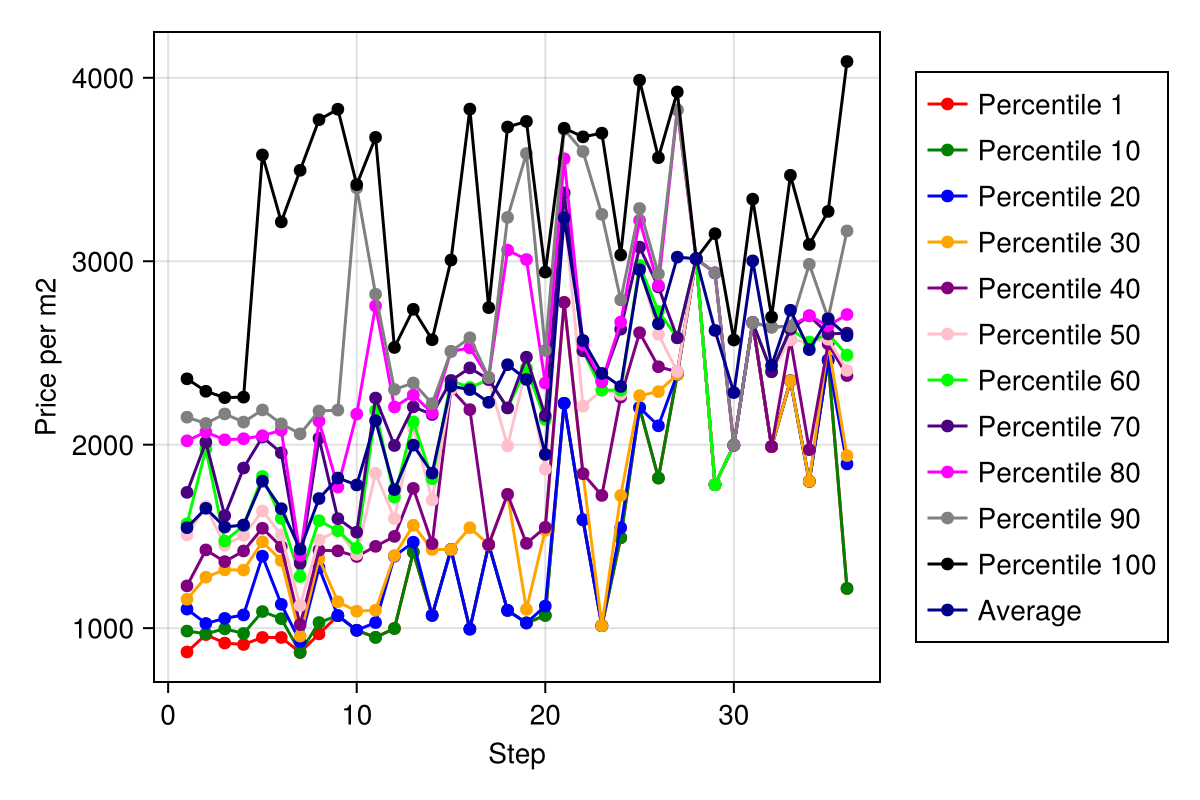 4000
3000
2000
1000
Price per m2
0 10 20 30
Step
Percentile 1
Percentile 10
Percentile 20
Percentile 30
Percentile 40
Percentile 50
Percentile 60
Percentile 70
Percentile 80
Percentile 90
Percentile 100
Average